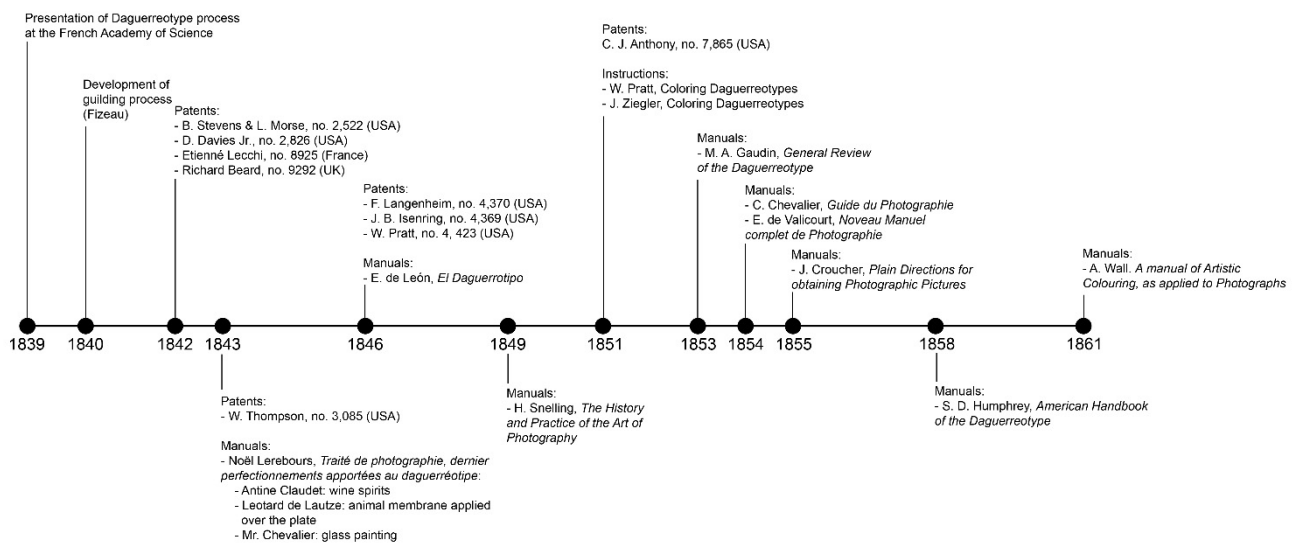 Presentation of Daguerreotype process
at the French Academy of Science
1839
Development of
guilding process
(Fizeau)
1840
Patents:
- B. Stevens & L. Morse, no. 2,522 (USA)
- D. Davies Jr., no. 2,826 (USA)
- Etienné Lecchi, no. 8925 (France)
- Richard Beard, no. 9292 (UK)
1842
1843
Patents:
- W. Thompson, no. 3,085 (USA)
Manuals:
- Noël Lerebours, Traité de photographie, dernier
perfectionnements apportées au daguerréotipe:
- Antine Claudet: wine spirits
- Leotard de Lautze: animal membrane applied
over the plate
- Mr. Chevalier: glass painting
Patents:
- F. Langenheim, no. 4,370 (USA)
- J. B. Isenring, no. 4,369 (USA)
- W. Pratt, no. 4, 423 (USA)
Manuals:
- E. de León, El Daguerrotipo
1846
1849
Manuals:
- H. Snelling, The History
and Practice of the Art of
Photography
Patents:
C. J. Anthony, no. 7,865 (USA)
Instructions:
- W. Pratt, Coloring Daguerreotypes
- J. Ziegler, Coloring Daguerreotypes
1851
Manuals:
- M. A. Gaudin, General Review
of the Daguerreotype
1853
Manuals:
- C. Chevalier, Guide du Photographie
- E. de Valicourt, Noveau Manuel
complet de Photographie
1854
Manuals:
- J. Croucher, Plain Directions for
obtaining Photographic Pictures
1855
1858
Manuals:
- S. D. Humphrey, American Handbook
of the Daguerreotype
Manuals:
- A. Wall. A manual of Artistic
Colouring, as applied to Photographs
1861